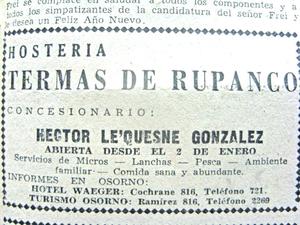 Frei se complace en saludar a todos los componentes y a
todos los simpatizantes de la candidatura del señor Frei y
le desea un Feliz Año Nuevo.
HOSTERIA
TERMAS DE RUPANCO
CONCESIONARIO:
HECTOR LE'QUESNE GONZALEZ
ABIERTA DESDE EL 2 DE ENERO
Servicios de Micros — Lanchas — Pesca — Ambiente
familiar — Comida sana y abundante.
INFORMES EN OSORNO:
HOTEL WAEGER: Cochrane 816, Teléfono 721.
TURISMO OSORNO: Ramírez 816, Teléfono 2269